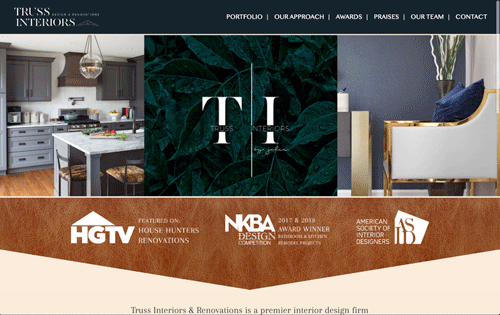 TRUSS
DESIGN & RENOVATIONS
INTERIORS
PORTFOLIO | OUR APPROACH | AWARDS | PRAISES | OUR TEAM | CONTACT
T I
TRUSS INTERIORS
HGTV
FEATURED ON:
HOUSE HUNTERS
RENOVATIONS
NKBA
DESIGN
COMPETITION
2017 & 2018
AWARD WINNER
BATHROOM & KITCHEN
REMODEL PROJECTS
AMERICAN
SOCIETY OF
INTERIOR
DESIGNERS
ASID
Truss Interiors & Renovations is a premier interior design firm